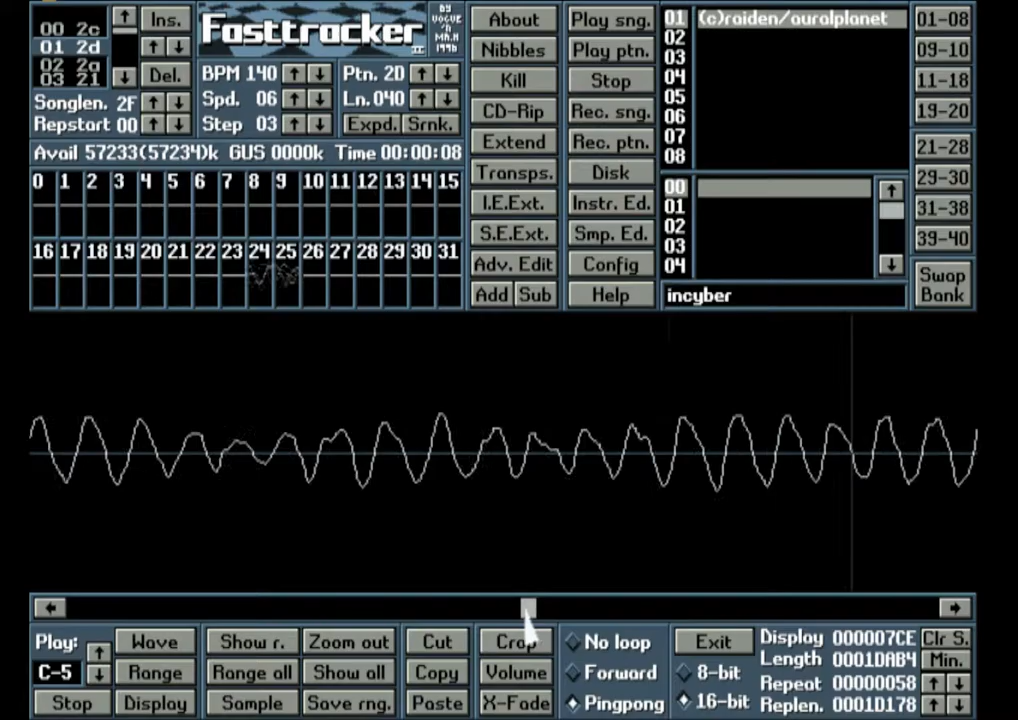 00 2c
01 2d
02 2a
03 21
Ins.
Del.
Songlen. 2F
Repstart 00
Fasttracker II
BY
VOGUE
'n
MR.H
1996
BPM 140
Spd. 06
Step 03
Ptn. 2D
Ln. 040
Expd. Srnk.
Avail 57233(57234)k GUS 0000k Time 00:00:08
0 1 2 3 4 5 6 7 8 9 10 11 12 13 14 15
16 17 18 19 20 21 22 23 24 25 26 27 28 29 30 31
About
Nibbles
Kill
CD-Rip
Extend
Transps.
I.E.Ext.
S.E.Ext.
Adv. Edit
Add Sub
Play sng.
Play ptn.
Stop
Rec. sng.
Rec. ptn.
Disk
Instr. Ed.
Smp. Ed.
Config
Help
01 (c)raiden/auralplanet
02
03
04
05
06
07
08
00
01
02
03
04
incyber
01-08
09-10
11-18
19-20
21-28
29-30
31-38
39-40
Swap
Bank
Play:
C-5
Stop
Wave
Range
Display
Show r.
Range all
Sample
Zoom out
Show all
Save rng.
Cut
Copy
Paste
Crop
Volume
X-Fade
No loop
Forward
Pingpong
Exit
8-bit
16-bit
Display 000007CE
Length 0001DAB4
Repeat 00000058
Replen. 0001D178
Clr S.
Min.